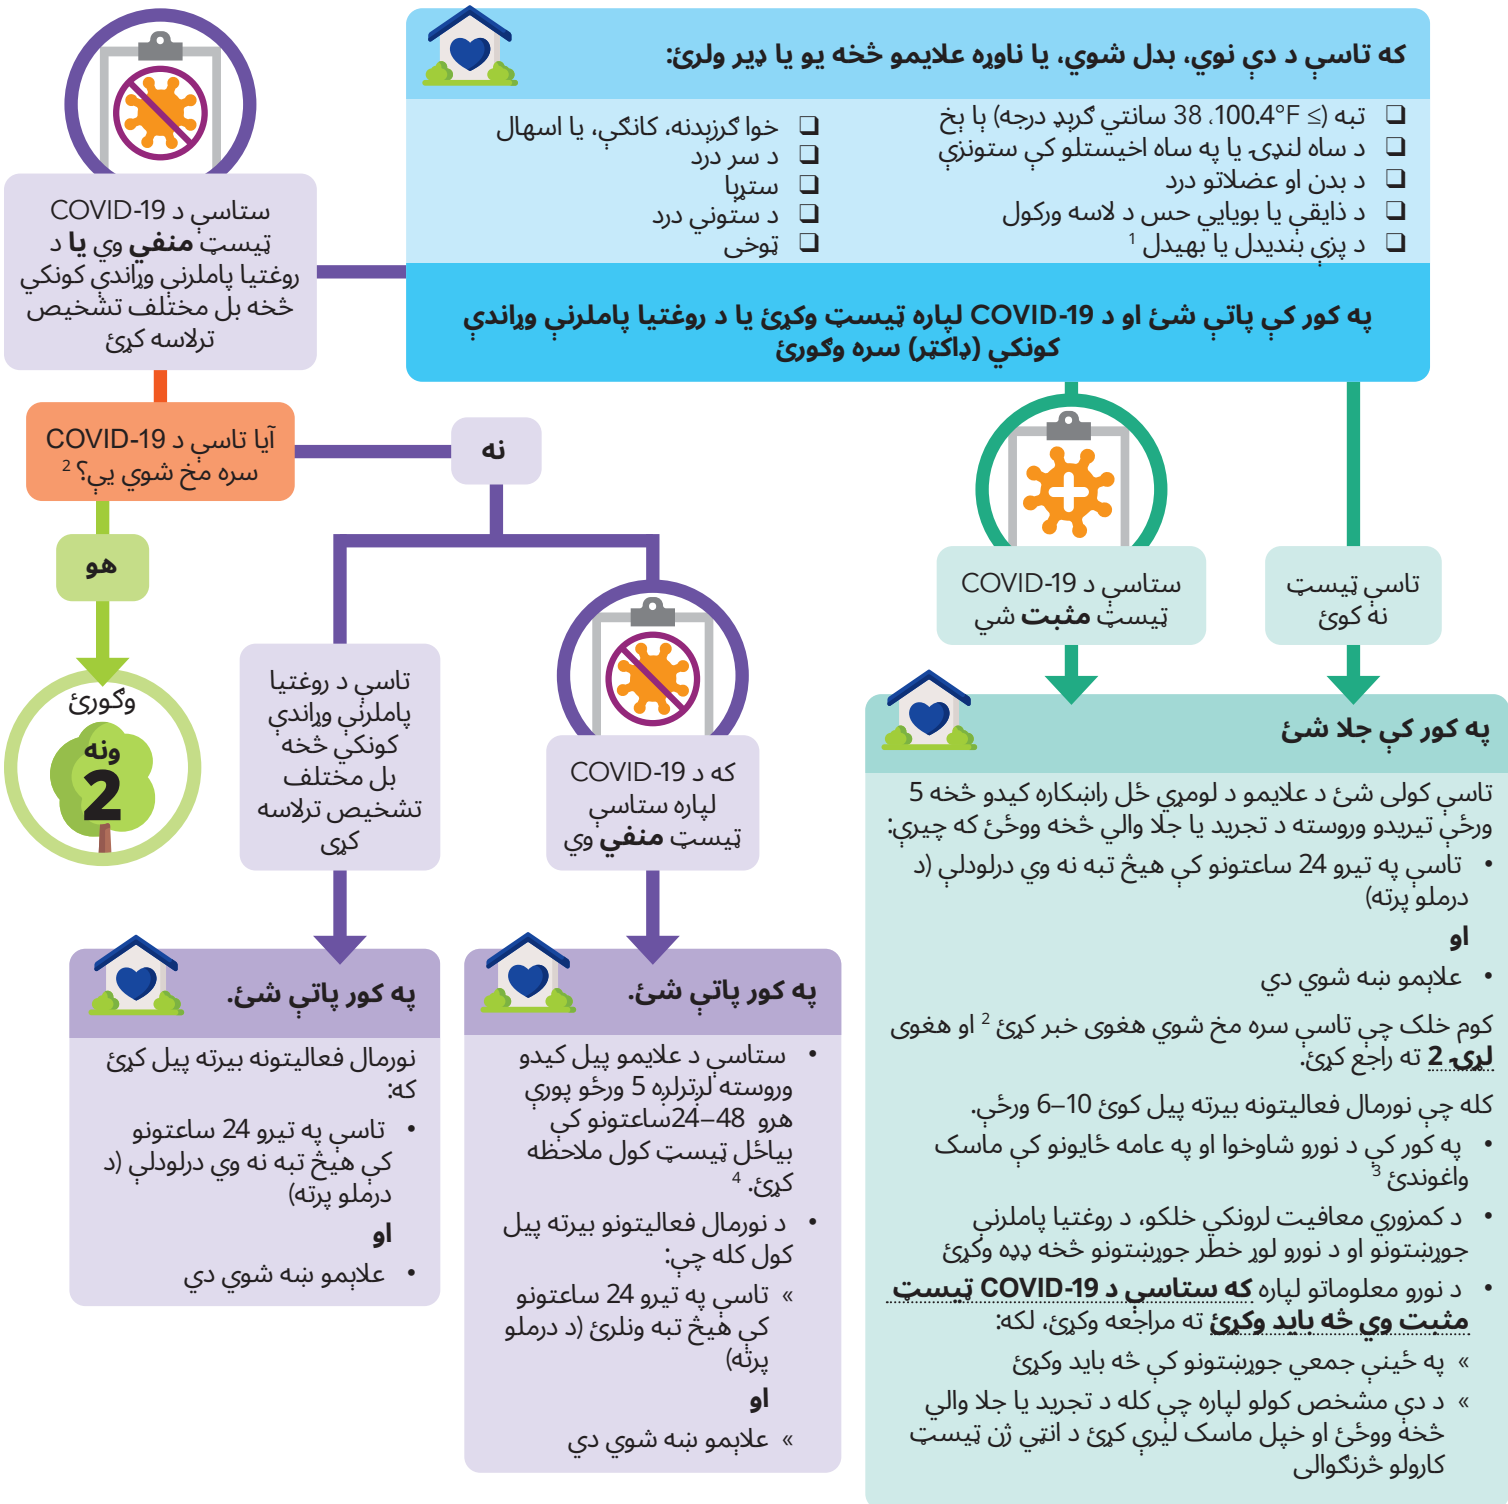 که تاسې د دې نوي، بدل شوي، یا ناوړه علایمو څخه یو یا ډیر ولرئ:
❑ تبه (≥ 100.4°F، 38 سانتي ګرېډ درجه) یا یخ
❑ د ساه لنډۍ یا په ساه اخیستلو کې ستونزې
❑ د بدن او عضلاتو درد
❑ د ذایقې یا بویایي حس د لاسه ورکول
❑ د پزې بندیدل یا بهیدل 1
❑ خوا ګرزېدنه، کانګې، یا اسهال
❑ د سر درد
❑ ستړیا
❑ د ستوني درد
❑ ټوخی
په کور کې پاتې شئ او د COVID-19 لپاره ټیسټ وکړئ یا د روغتیا پاملرنې وړاندې
کونکي (ډاکټر) سره وګورئ
ستاسې د COVID-19
ټیسټ منفي وي یا د
روغتیا پاملرنې وړاندې کونکي
څخه بل مختلف تشخیص
ترلاسه کړئ
آیا تاسې د COVID-19
سره مخ شوي یې؟ 2
نه
هو
وګورئ
ونه
2
تاسې د روغتیا
پاملرنې وړاندې
کونکي څخه
بل مختلف
تشخیص ترلاسه
کړی
که د COVID-19
لپاره ستاسې
ټیسټ منفي وي
ستاسې د COVID-19
ټیسټ مثبت شي
تاسې ټیسټ
نه کوئ
په کور کې جلا شئ
تاسې کولی شئ د علایمو د لومړي ځل راښکاره کیدو څخه 5
ورځې تیریدو وروسته د تجرید یا جلا والي څخه ووځئ که چیرې:
• تاسې په تیرو 24 ساعتونو کې هیڅ تبه نه وي درلودلې (د
درملو پرته)
او
• علایمو ښه شوي دي
کوم خلک چې تاسې سره مخ شوي هغوی خبر کړئ 2 او هغوی
لړۍ 2 ته راجع کړئ.
کله چې نورمال فعالیتونه بیرته پیل کوئ 10–6 ورځې.
• په کور کې د نورو شاوخوا او په عامه ځایونو کې ماسک
واغوندئ 3
• د کمزورې معافیت لرونکي خلکو، د روغتیا پاملرنې
جوړښتونو او د نورو لوړ خطر جوړښتونو څخه ډډه وکړئ
• د نورو معلوماتو لپاره که ستاسې د COVID-19 ټیسټ
مثبت وي څه باید وکړئ ته مراجعه وکړئ، لکه:
» په ځینې جمعي جوړښتونو کې څه باید وکړئ
» د دې مشخص کولو لپاره چې کله د تجرید یا جلا والي
څخه ووځئ او خپل ماسک لیرې کړئ د انټي ژن ټیسټ
کارولو څرنګوالی
په کور پاتې شئ.
• ستاسې د علایمو پیل کیدو
وروسته لږترلږه 5 ورځو پورې
هرو 48–24ساعتونو کې
بیاځل ټیسټ کول ملاحظه
کړئ. 4
• د نورمال فعالیتونو بیرته پیل
کول کله چې:
» تاسې په تیرو 24 ساعتونو
کې هیڅ تبه ونلرئ (د درملو
پرته)
او
» علایمو ښه شوي دي
په کور پاتې شئ.
نورمال فعالیتونه بیرته پیل کړئ
که:
• تاسې په تیرو 24 ساعتونو
کې هیڅ تبه نه وي درلودلې (د
درملو پرته)
او
• علایمو ښه شوي دي